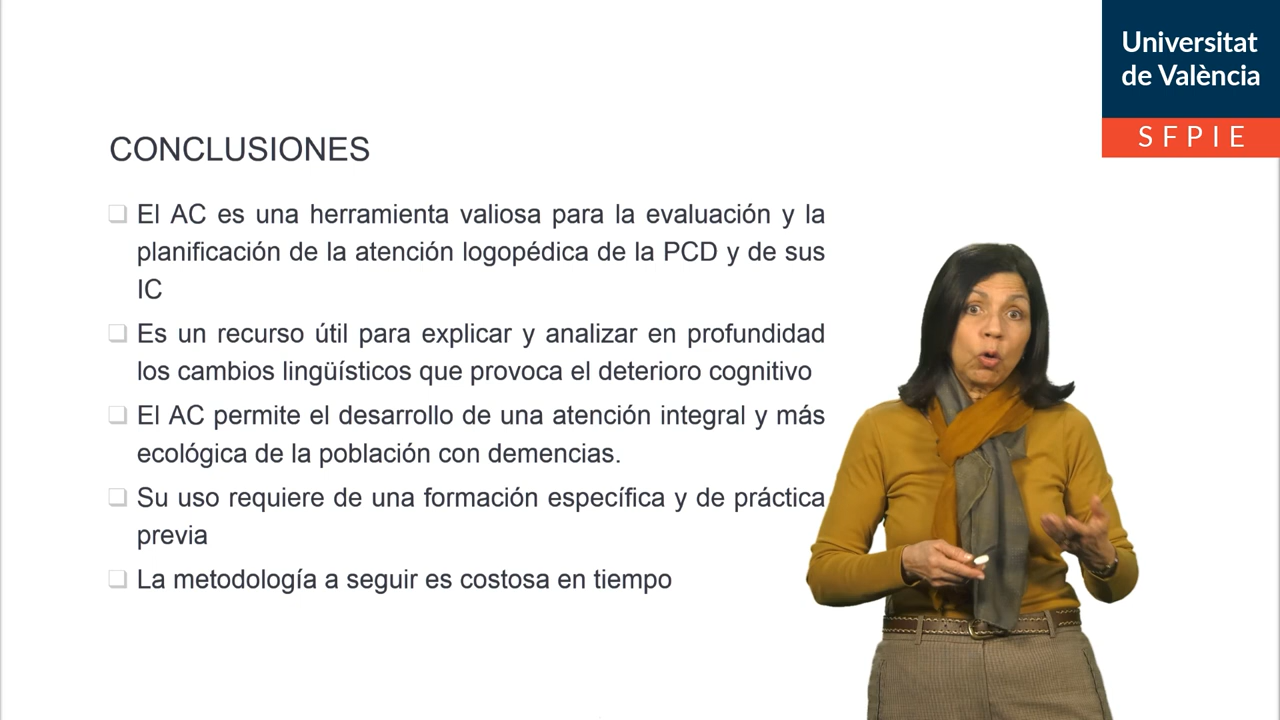 Universitat
de València
SFPIE
CONCLUSIONES
El AC es una herramienta valiosa para la evaluación y la
planificación de la atención logopédica de la PCD y de sus
IC
Es un recurso útil para explicar y analizar en profundidad
los cambios lingüísticos que provoca el deterioro cognitivo
El AC permite el desarrollo de una atención integral y más
ecológica de la población con demencias.
Su uso requiere de una formación específica y de práctica
previa
La metodología a seguir es costosa en tiempo